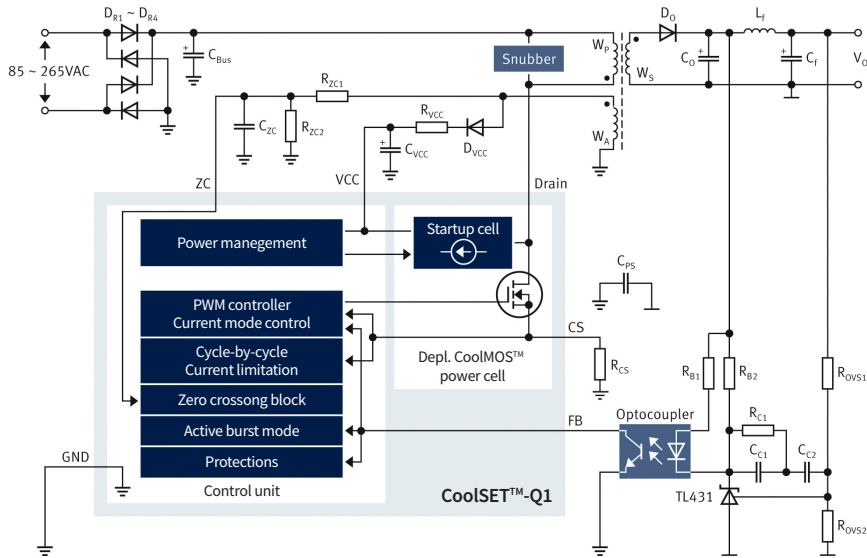 DR1 ~ DR4
85 ~ 265VAC
+
CBus
Snubber
WP
WS
WA
DO
+
CO
Lf
+
Cf
VO
RZC1
CZC
RZC2
RVCC
+
CVCC
DVCC
ZC
VCC
Drain
Power manegement
Startup cell
PWM controller
Current mode control
Cycle-by-cycle
Current limitation
Zero crossong block
Active burst mode
Protections
Control unit
Depl. CoolMOS™
power cell
CoolSET™-Q1
GND
CS
RCS
FB
CPS
Optocoupler
RB1
RB2
ROVS1
RC1
CC1
CC2
TL431
ROVS2